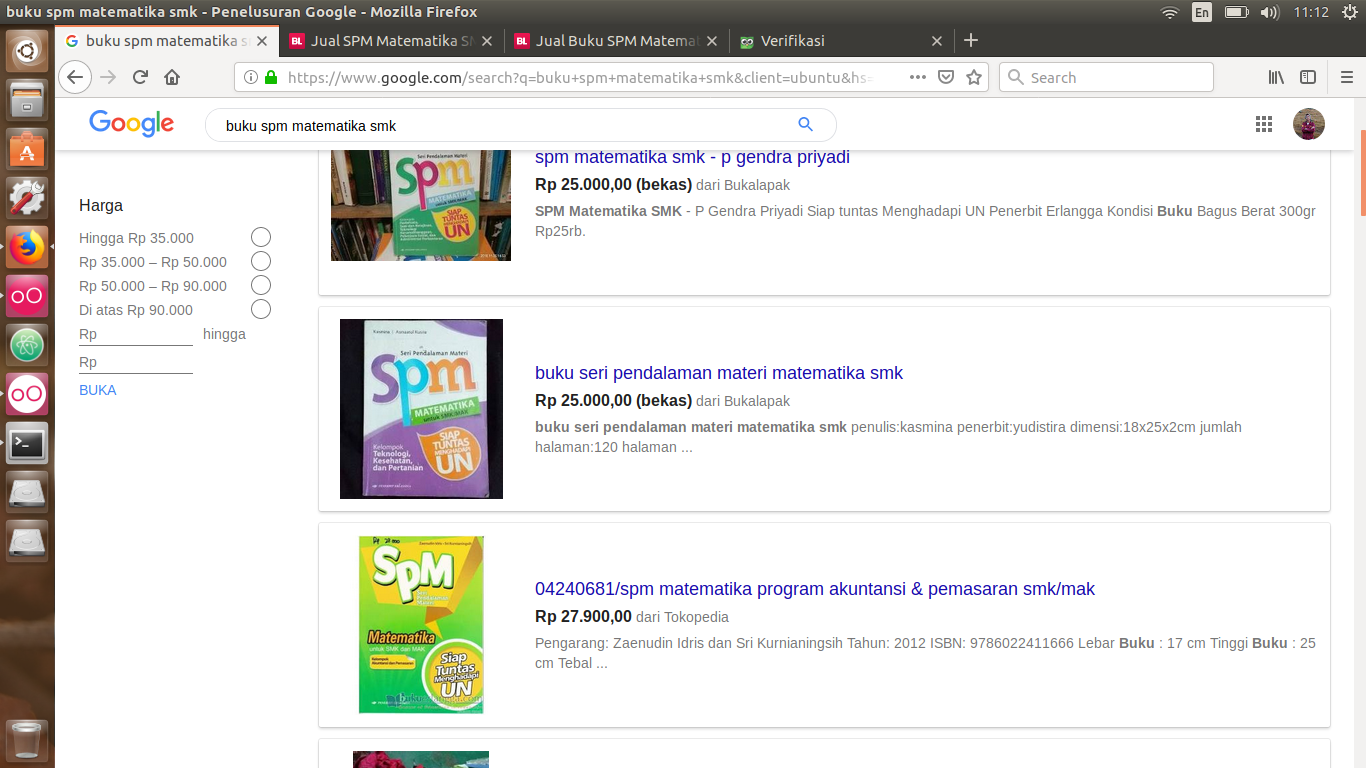 buku spm matematika smk - Penelusuran Google - Mozilla Firefox
En
11:12
buku spm matematika s
Jual SPM Matematika SM
Jual Buku SPM Matemat
Verifikasi
https://www.google.com/search?q=buku+spm+matematika+smk&client=ubuntu&hs=
Search
Google
buku spm matematika smk
Harga
Hingga Rp 35.000
Rp 35.000 – Rp 50.000
Rp 50.000 – Rp 90.000
Di atas Rp 90.000
Rp hingga
Rp
BUKA
spm
MATEMATIKA
SIAP TUNTAS
MENGHADAPI
UN
spm matematika smk - p gendra priyadi
Rp 25.000,00 (bekas) dari Bukalapak
SPM Matematika SMK - P Gendra Priyadi Siap tuntas Menghadapi UN Penerbit Erlangga Kondisi Buku Bagus Berat 300gr
Rp25rb.
Seri Pendalaman Materi
spm
MATEMATIKA
untuk SMK/MAK
Kelompok
Teknologi,
Kesehatan,
dan Pertanian
SIAP
TUNTAS
MENGHADAPI
UN
buku seri pendalaman materi matematika smk
Rp 25.000,00 (bekas) dari Bukalapak
buku seri pendalaman materi matematika smk penulis:kasmina penerbit:yudistira dimensi:18x25x2cm jumlah
halaman:120 halaman ...
SPM
Matematika
untuk SMK dan MAK
Kelompok
Akuntansi dan Pemasaran
Siap
Tuntas
Menghadapi
UN
04240681/spm matematika program akuntansi & pemasaran smk/mak
Rp 27.900,00 dari Tokopedia
Pengarang: Zaenudin Idris dan Sri Kurnianingsih Tahun: 2012 ISBN: 9786022411666 Lebar Buku : 17 cm Tinggi Buku : 25
cm Tebal ...